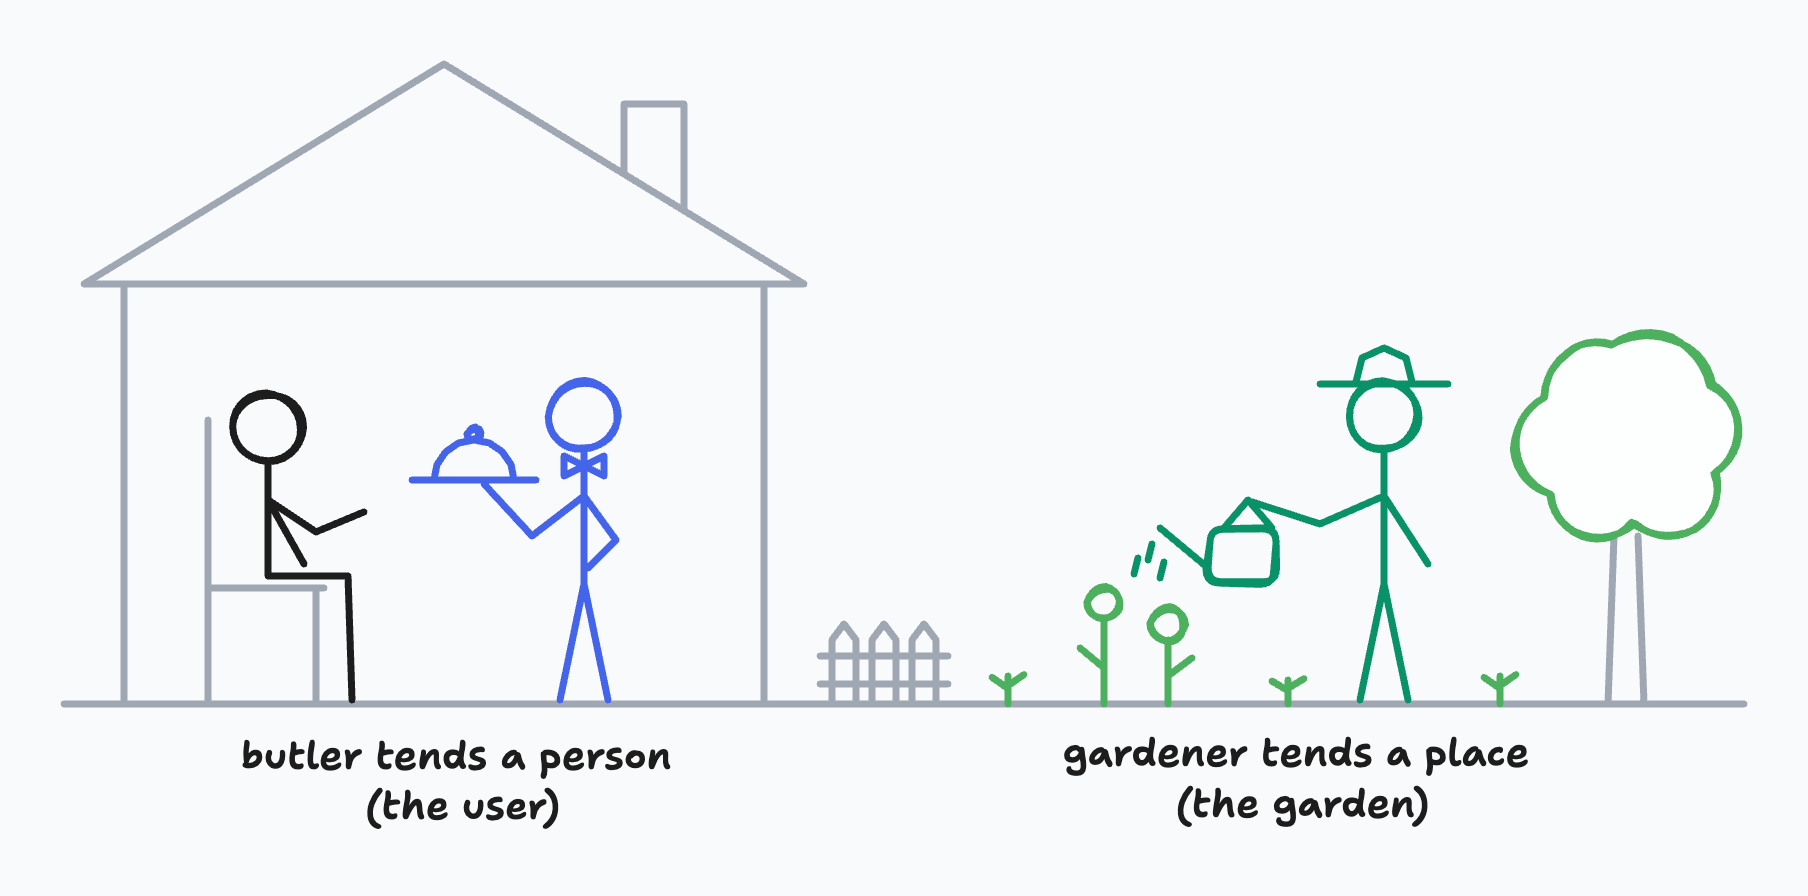 butler tends a person
(the user)
gardener tends a place
(the garden)